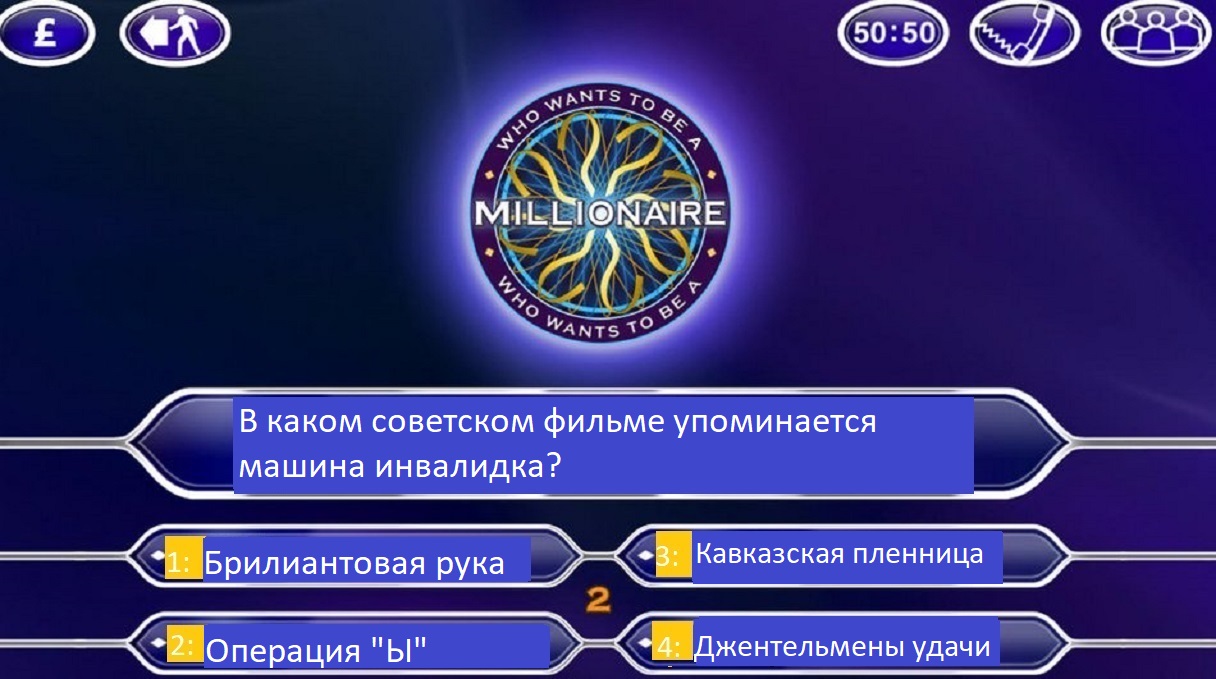 £
50:50
WHO WANTS TO BE A
MILLIONAIRE
WHO WANTS TO BE A
В каком советском фильме упоминается
машина инвалидка?
1: Брилиантовая рука
3: Кавказская пленница
2
2: Операция "Ы"
4: Джентельмены удачи